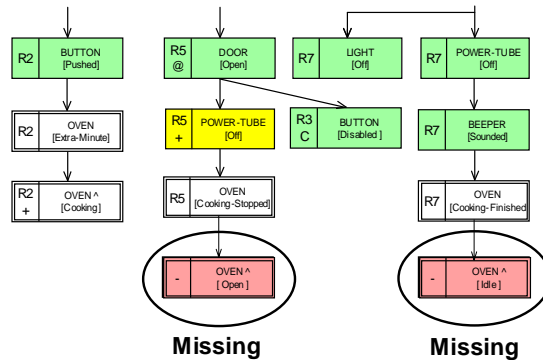 R2
BUTTON
[Pushed]
R5
@
DOOR
[Open]
R7
LIGHT
[Off]
R7
POWER-TUBE
[Off]
R2
OVEN
[Extra-Minute]
R5
+
POWER-TUBE
[Off]
R3
C
BUTTON
[Disabled ]
R7
BEEPER
[Sounded]
R2
+
OVEN ^
[Cooking]
R5
OVEN
[Cooking-Stopped]
R7
OVEN
[Cooking-Finished
-
OVEN ^
[ Open ]
-
OVEN ^
[ Idle ]
Missing
Missing